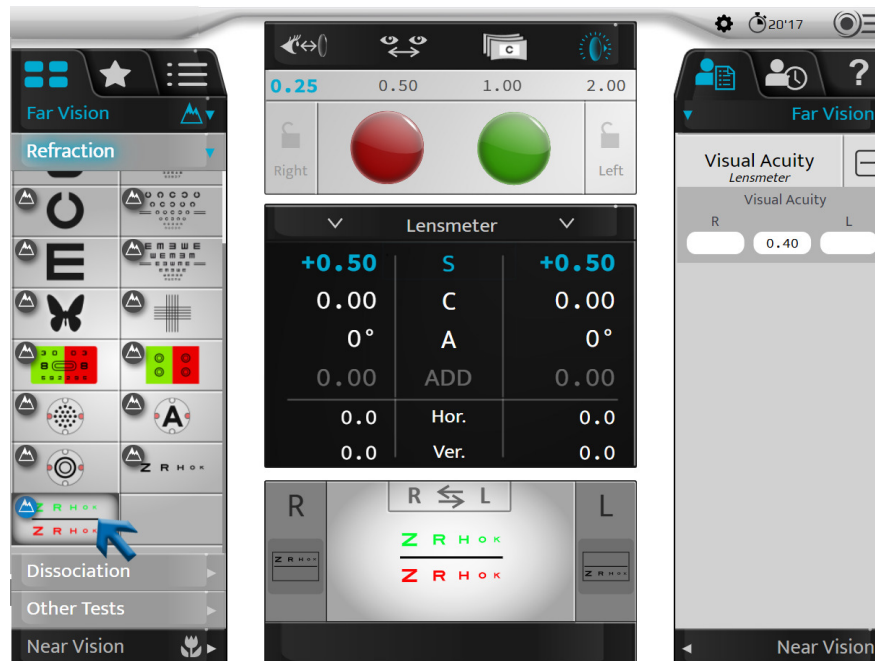 20'17
0.25 0.50 1.00 2.00
Right Left
Far Vision
Refraction
E M 3 W E
Z R H O K
Z R H O K
Z R H O K
Dissociation
Other Tests
Near Vision
Lensmeter
+0.50 S +0.50
0.00 C 0.00
0° A 0°
0.00 ADD 0.00
0.0 Hor. 0.0
0.0 Ver. 0.0
R R L L
Z R H O K
Z R H O K
Z R H O K
Z R H O K
?
Far Vision
Visual Acuity
Lensmeter
Visual Acuity
R L
0.40
Near Vision